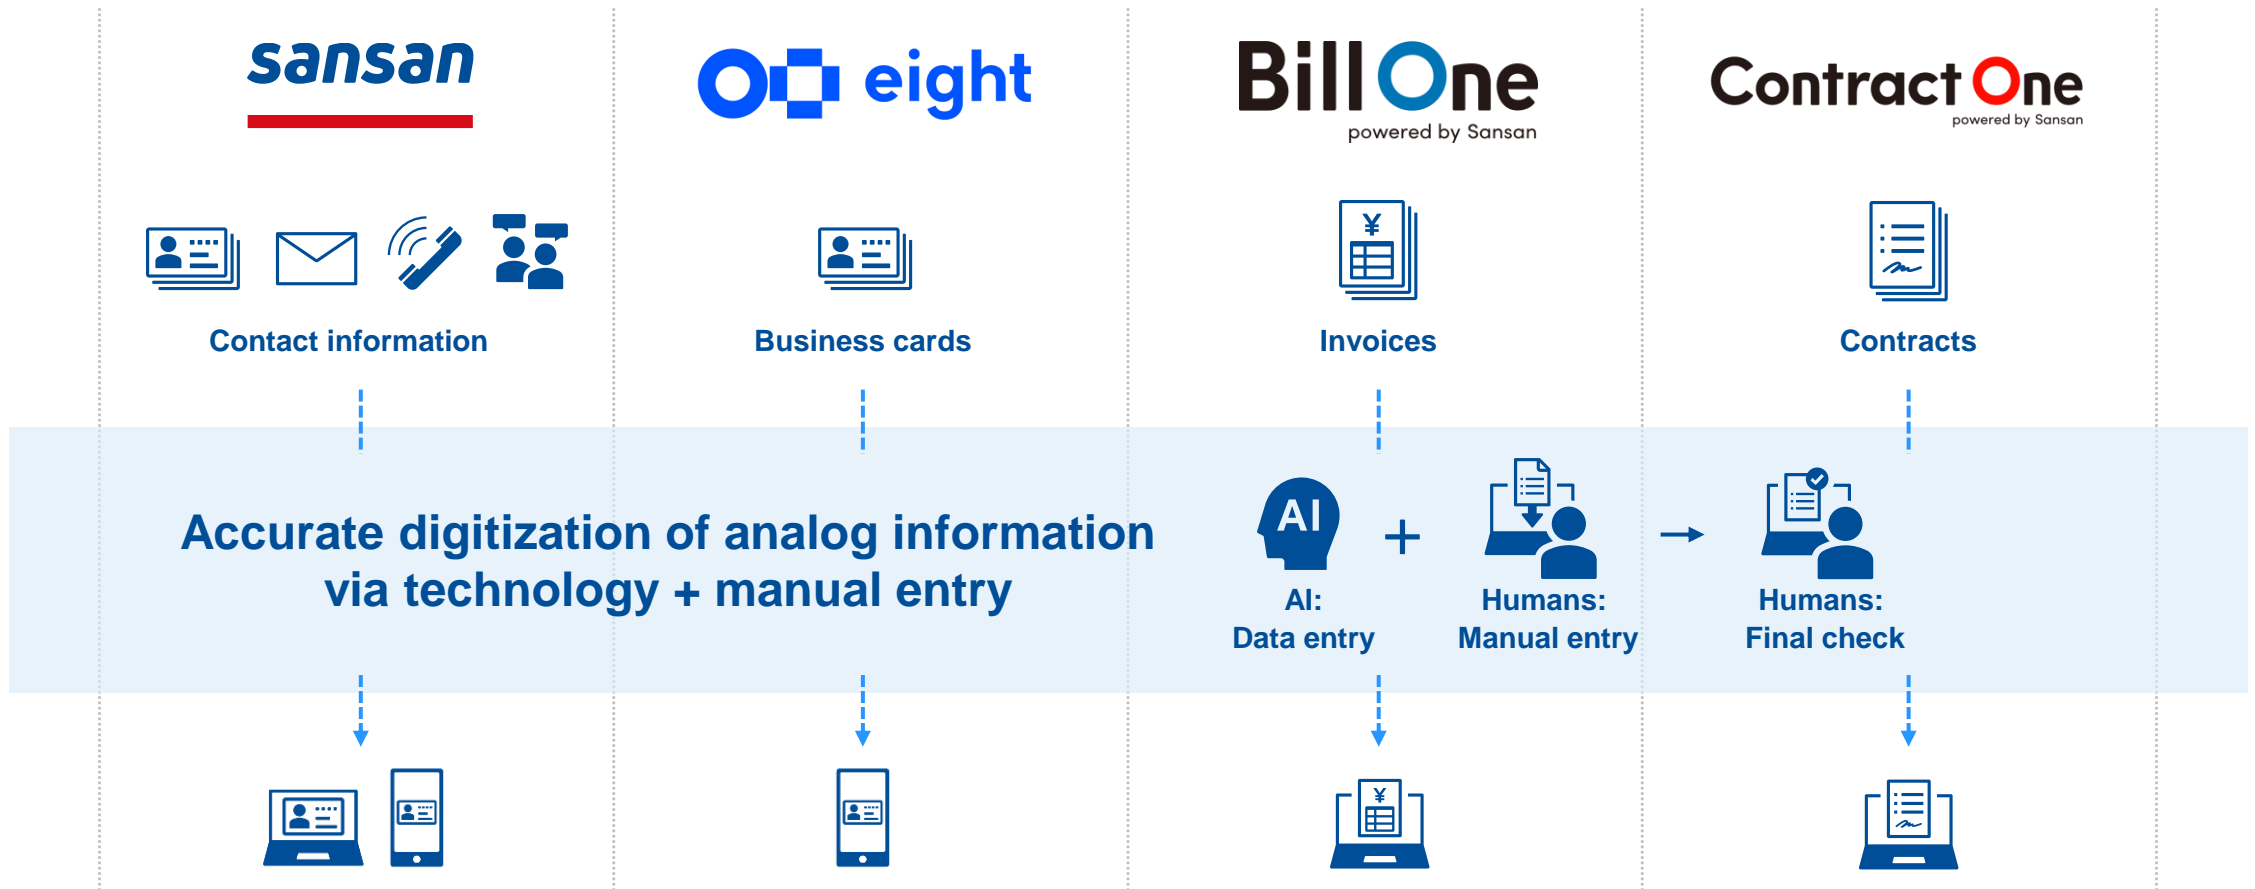 sansan
eight
Bill One
powered by Sansan
Contract One
powered by Sansan
¥
Contact information
Business cards
Invoices
Contracts
Accurate digitization of analog information
via technology + manual entry
AI
+
AI:
Data entry
Humans:
Manual entry
Humans:
Final check
¥